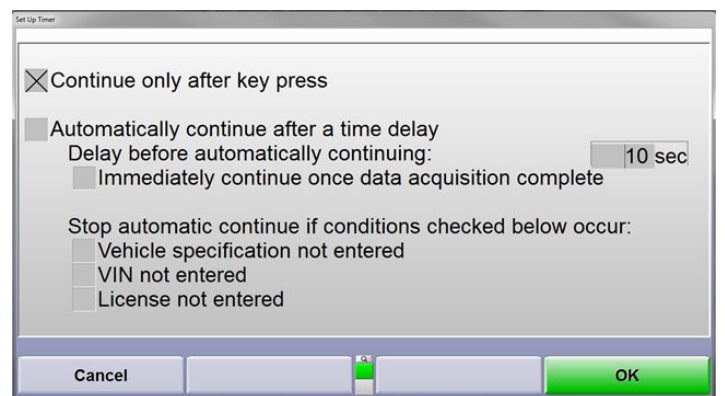 Set Up Timer
Continue only after key press
Automatically continue after a time delay
Delay before automatically continuing:
10 sec
Immediately continue once data acquisition complete
Stop automatic continue if conditions checked below occur:
Vehicle specification not entered
VIN not entered
License not entered
Cancel
OK